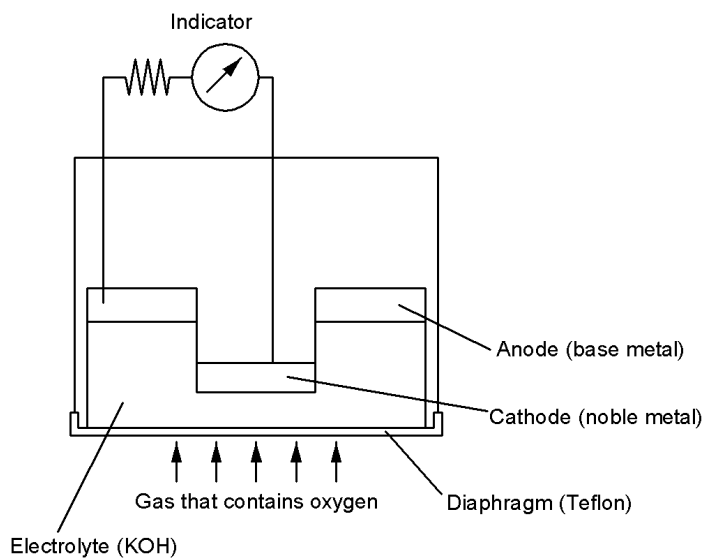 Indicator
Anode (base metal)
Cathode (noble metal)
Gas that contains oxygen
Diaphragm (Teflon)
Electrolyte (KOH)